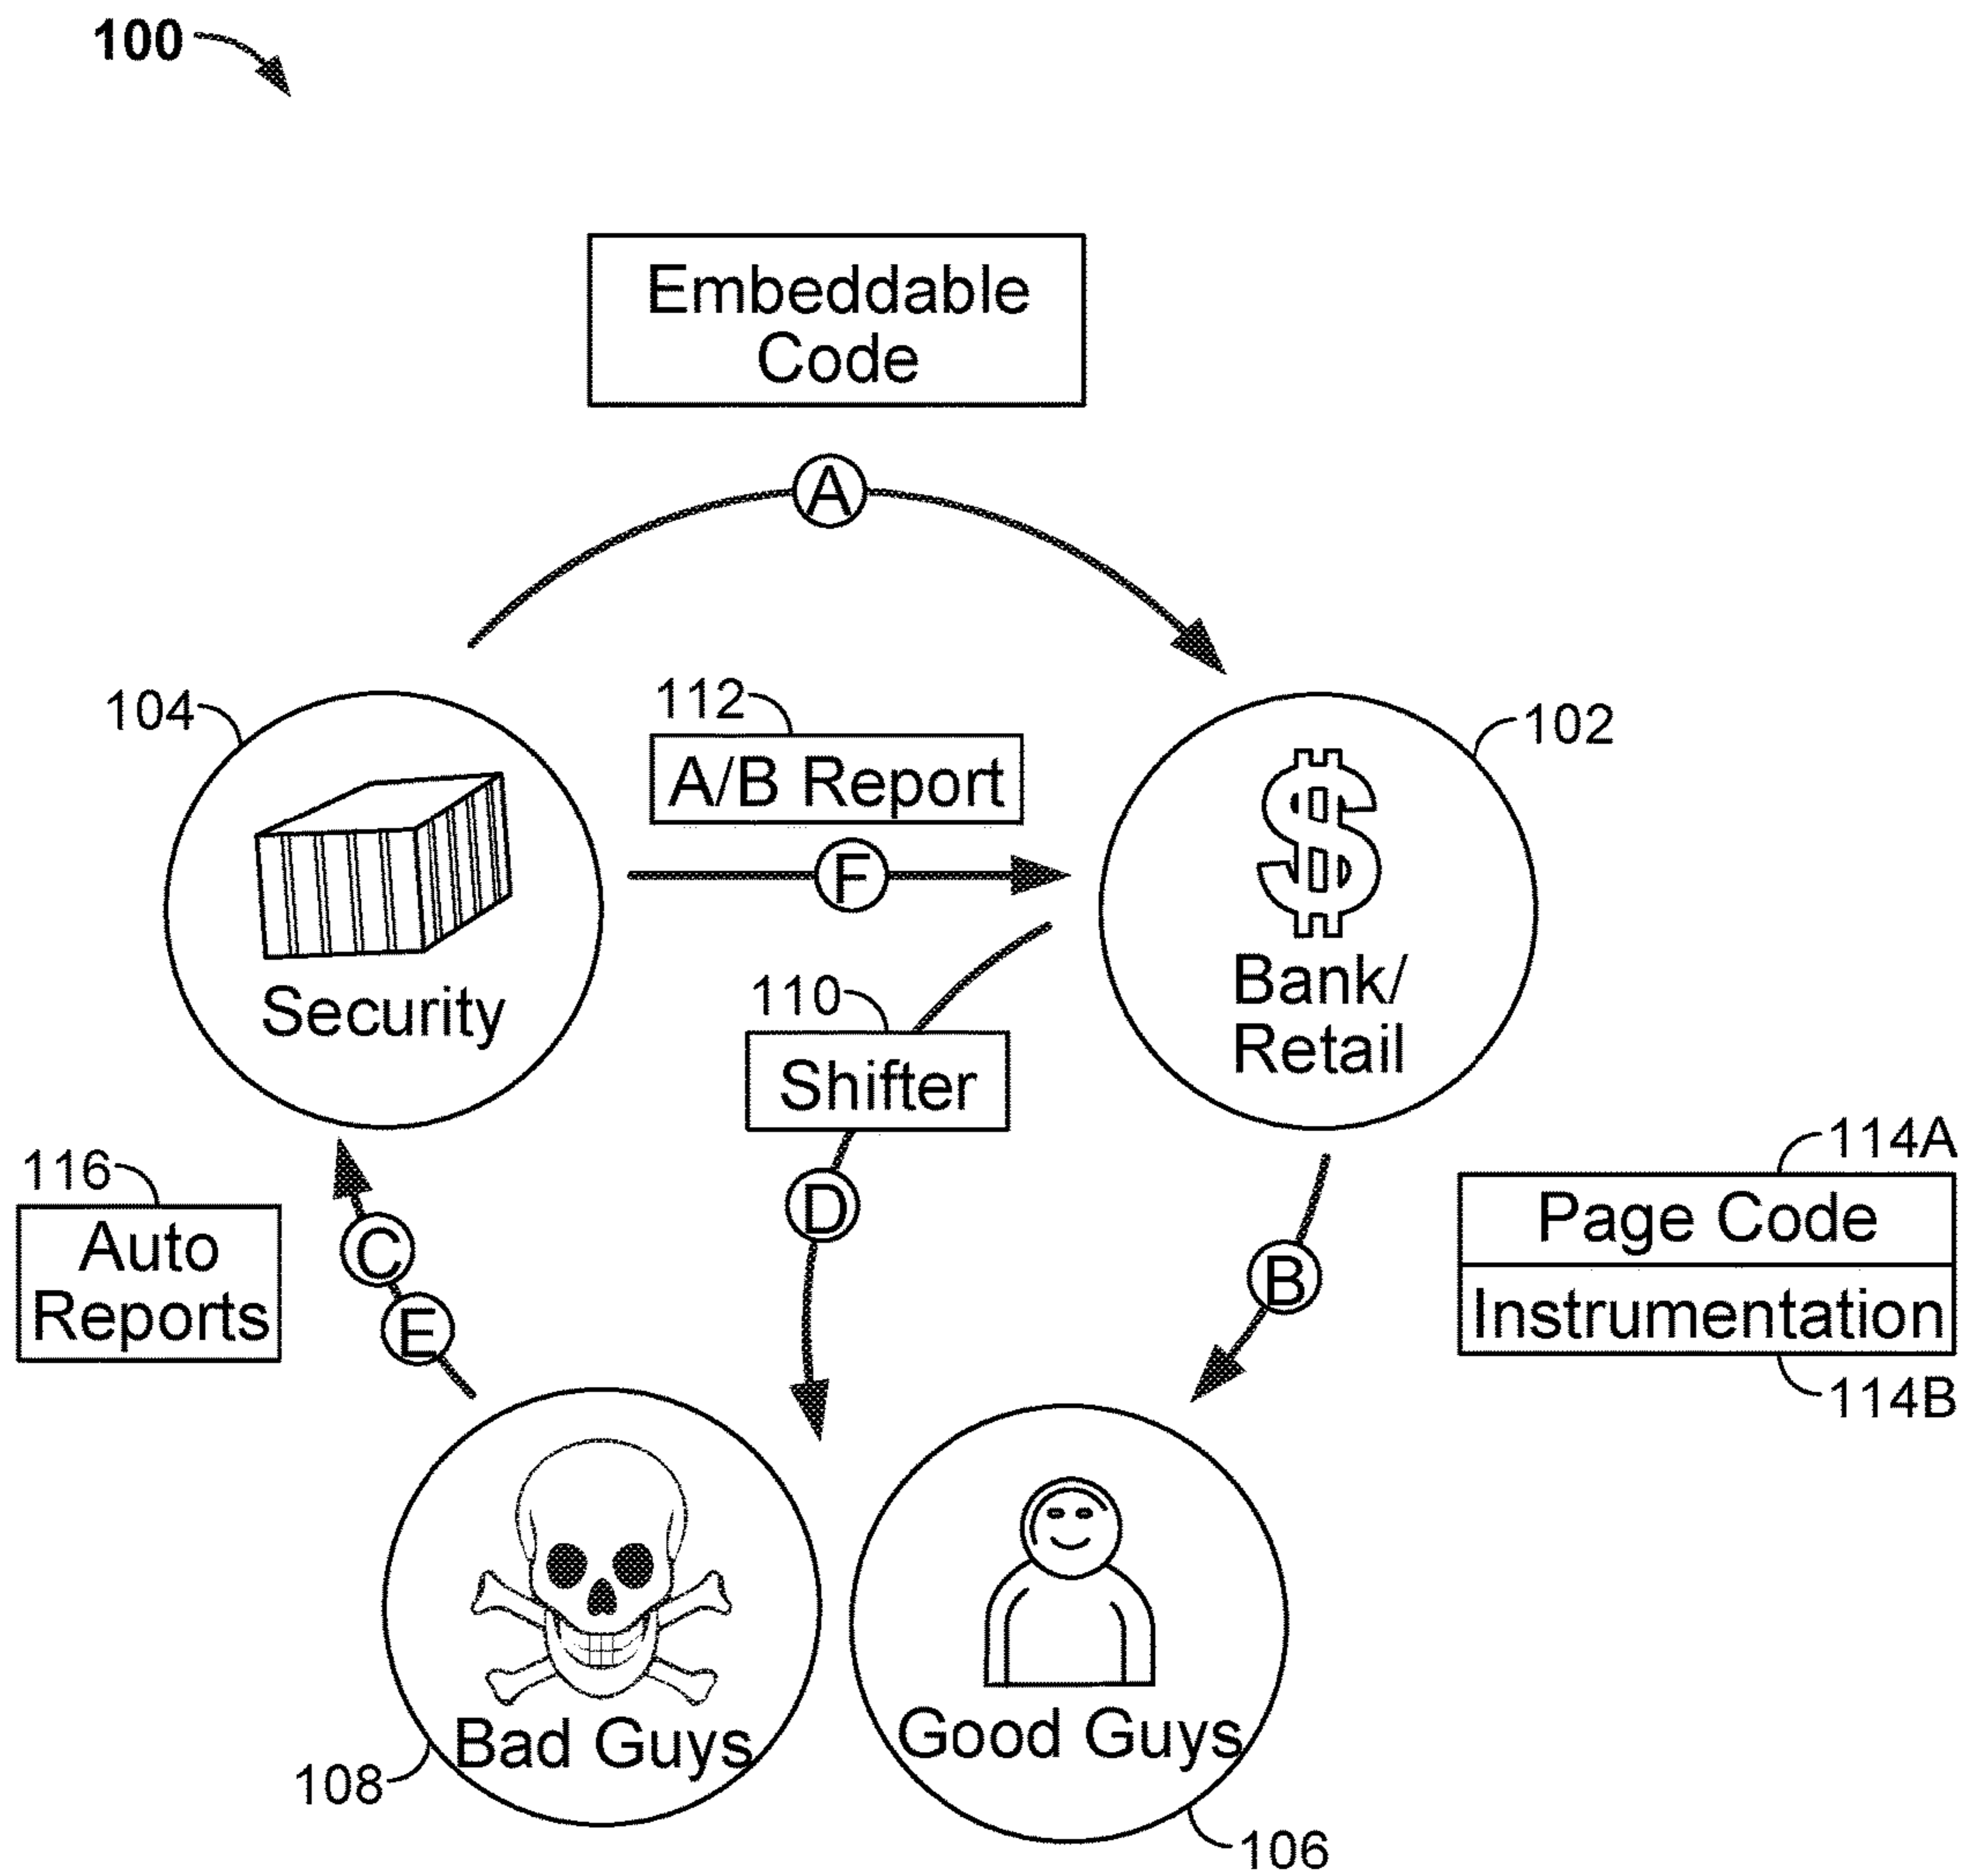 100
Embeddable
Code
A
104
112
102
A/B Report
F
Security
110
Bank/
Retail
Shifter
116
114A
Auto
Reports
C
D
B
Page Code
Instrumentation
E
114B
Bad Guys
Good Guys
108
106